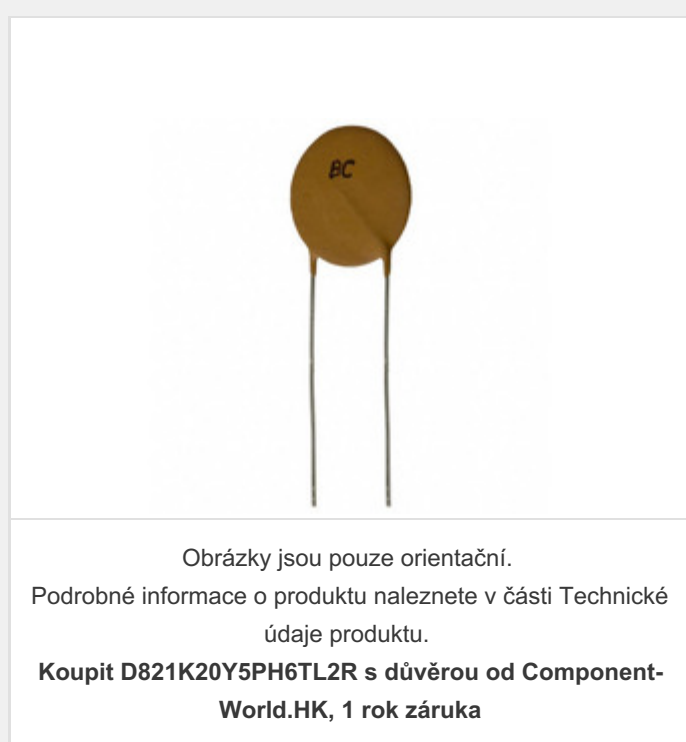 BC
Obrázky jsou pouze orientační.
Podrobné informace o produktu naleznete v části Technické
údaje produktu.
Koupit D821K20Y5PH6TL2R s důvěrou od Component-
World.HK, 1 rok záruka